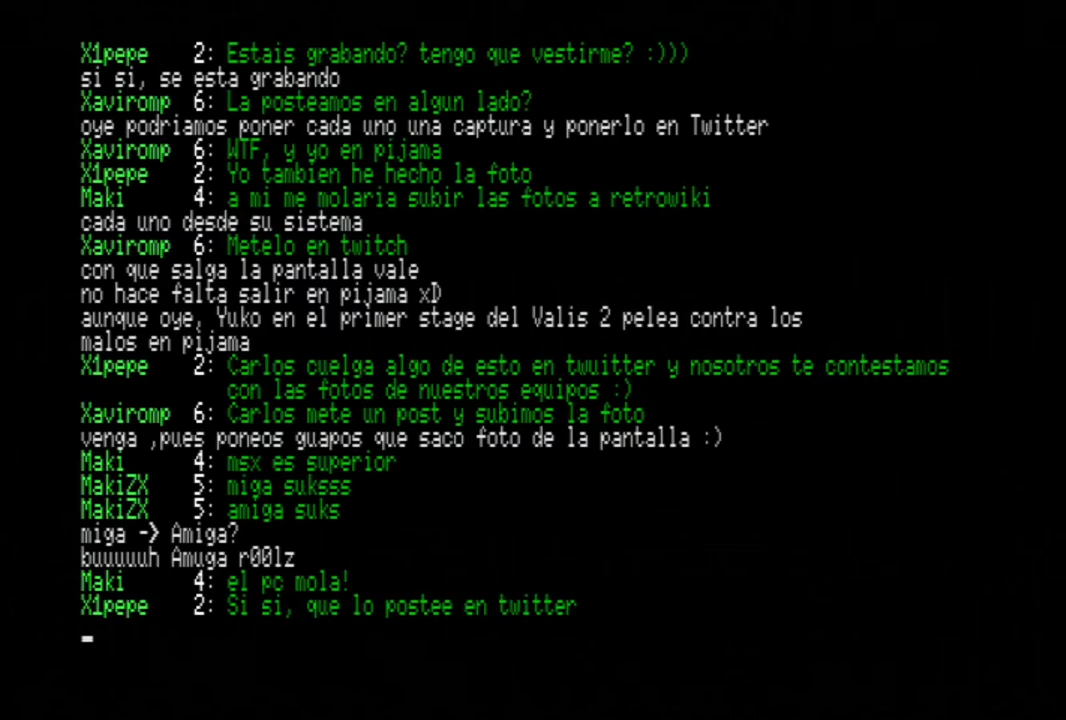 X1pepe 2: Estais grabando? tengo que vestirme? :)))
si si, se esta grabando
Xaviromp 6: La posteamos en algun lado?
oye podriamos poner cada uno una captura y ponerlo en Twitter
Xaviromp 6: WTF, y yo en pijama
X1pepe 2: Yo tambien he hecho la foto
Maki 4: a mi me molaria subir las fotos a retrowiki
cada uno desde su sistema
Xaviromp 6: Metelo en twitch
con que salga la pantalla vale
no hace falta salir en pijama xD
aunque oye, Yuko en el primer stage del Valis 2 pelea contra los
malos en pijama
X1pepe 2: Carlos cuelga algo de esto en twuitter y nosotros te contestamos
con las fotos de nuestros equipos :)
Xaviromp 6: Carlos mete un post y subimos la foto
venga ,pues poneos guapos que saco foto de la pantalla :)
Maki 4: msx es superior
MakiZX 5: miga suksss
MakiZX 5: amiga suks
miga -> Amiga?
buuuuuh Amuga r00lz
Maki 4: el pc mola!
X1pepe 2: Si si, que lo postee en twitter